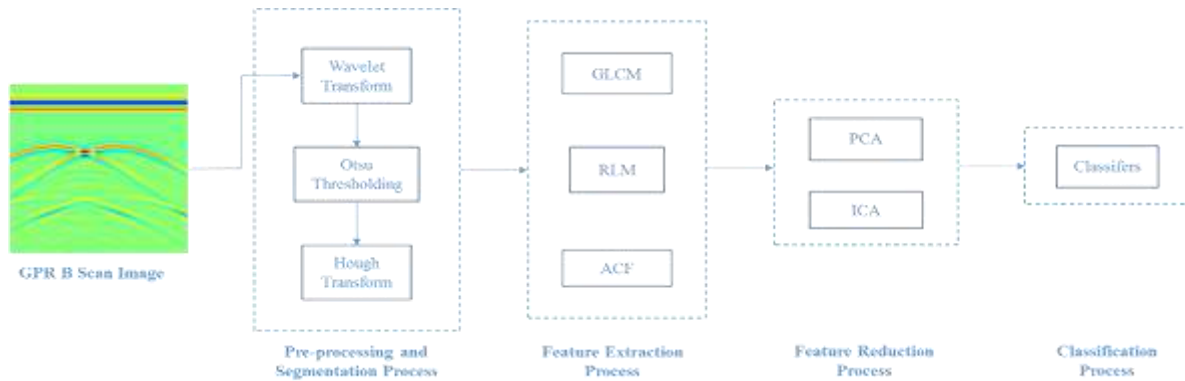 GPR B Scan Image
Wavelet
Transform
Otsu
Thresholding
Hough
Transform
Pre-processing and
Segmentation Process
GLCM
RLM
ACF
Feature Extraction
Process
PCA
ICA
Feature Reduction
Process
Classifers
Classification
Process